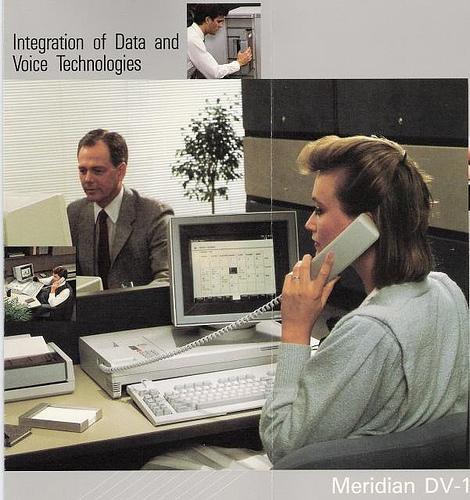 Integration of Data and
Voice Technologies
Meridian DV-1